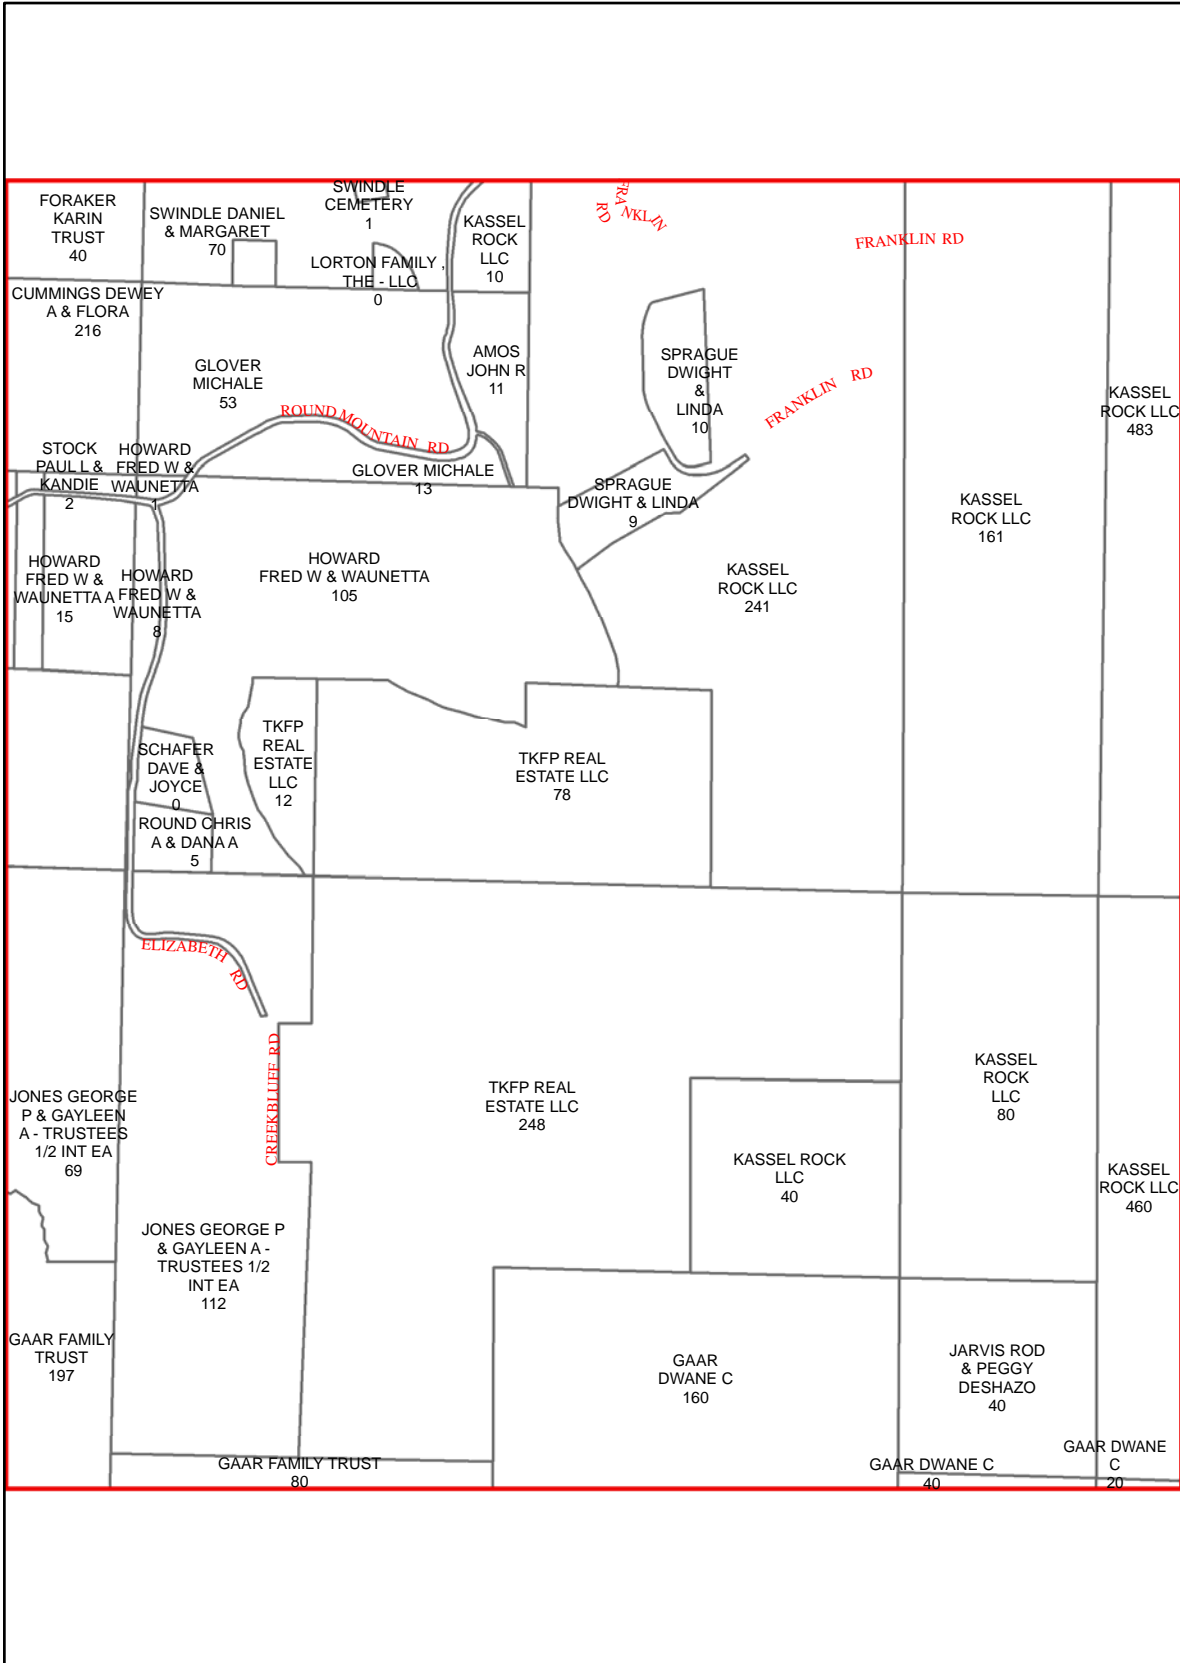 FORAKER
KARIN
TRUST
40
SWINDLE DANIEL
& MARGARET
70
SWINDLE
CEMETERY
1
LORTON FAMILY ,
THE - LLC
0
KASSEL
ROCK
LLC
10
FRANKLIN
RD
FRANKLIN RD
CUMMINGS DEWEY
A & FLORA
216
GLOVER
MICHALE
53
AMOS
JOHN R
11
SPRAGUE
DWIGHT
&
LINDA
10
FRANKLIN RD
KASSEL
ROCK LLC
483
ROUND MOUNTAIN RD
STOCK
PAUL L &
KANDIE
2
HOWARD
FRED W &
WAUNETTA
1
GLOVER MICHALE
13
SPRAGUE
DWIGHT & LINDA
9
KASSEL
ROCK LLC
161
HOWARD
FRED W &
WAUNETTA A
15
HOWARD
FRED W &
WAUNETTA
8
HOWARD
FRED W & WAUNETTA
105
KASSEL
ROCK LLC
241
SCHAFER
DAVE &
JOYCE
0
TKFP
REAL
ESTATE
LLC
12
TKFP REAL
ESTATE LLC
78
ROUND CHRIS
A & DANA A
5
ELIZABETH RD
CREEKBLUFF RD
JONES GEORGE
P & GAYLEEN
A - TRUSTEES
1/2 INT EA
69
TKFP REAL
ESTATE LLC
248
KASSEL
ROCK
LLC
80
KASSEL ROCK
LLC
40
KASSEL
ROCK LLC
460
JONES GEORGE P
& GAYLEEN A -
TRUSTEES 1/2
INT EA
112
GAAR FAMILY
TRUST
197
GAAR
DWANE C
160
JARVIS ROD
& PEGGY
DESHAZO
40
GAAR FAMILY TRUST
80
GAAR DWANE C
40
GAAR DWANE
C
20